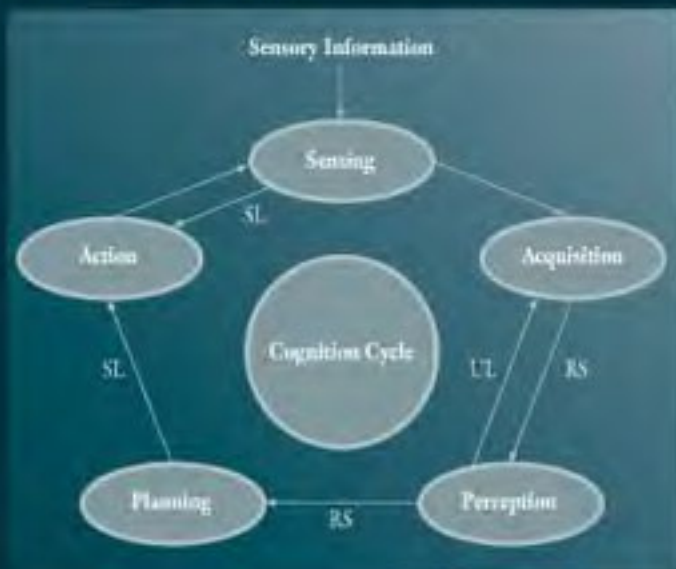 Sensory Information
Sensing
SL
Action
Acquisition
Cognition Cycle
SL
UL
RS
Planning
Perception
RS